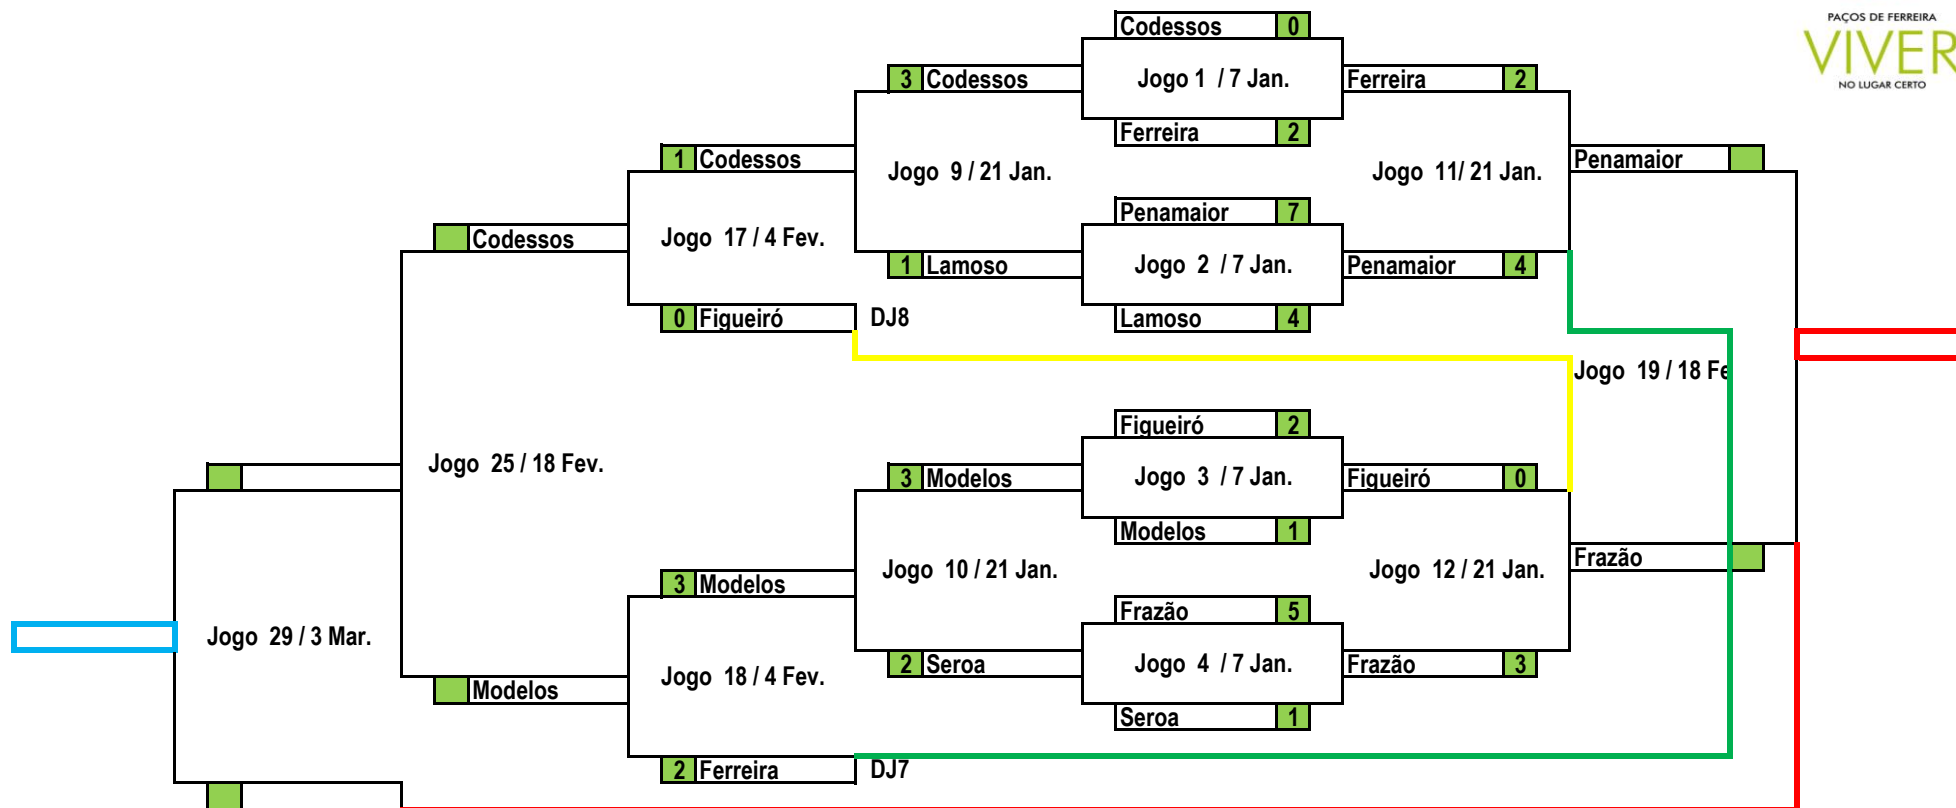 PAÇOS DE FERREIRA
VIVER
NO LUGAR CERTO
Codessos 0
3 Codessos
Jogo 1 / 7 Jan.
Ferreira 2
Ferreira 2
1 Codessos
Jogo 9 / 21 Jan.
Jogo 11/ 21 Jan.
Penamaior
Penamaior 7
Codessos
Jogo 17 / 4 Fev.
1 Lamoso
Jogo 2 / 7 Jan.
Penamaior 4
0 Figueiró
DJ8
Lamoso 4
Jogo 19 / 18 Fe
Figueiró 2
Jogo 25 / 18 Fev.
3 Modelos
Jogo 3 / 7 Jan.
Figueiró 0
Modelos 1
Jogo 10 / 21 Jan.
Jogo 12 / 21 Jan.
Frazão
3 Modelos
Frazão 5
Jogo 29 / 3 Mar.
2 Seroa
Jogo 4 / 7 Jan.
Frazão 3
Jogo 18 / 4 Fev.
Modelos
Seroa 1
2 Ferreira
DJ7